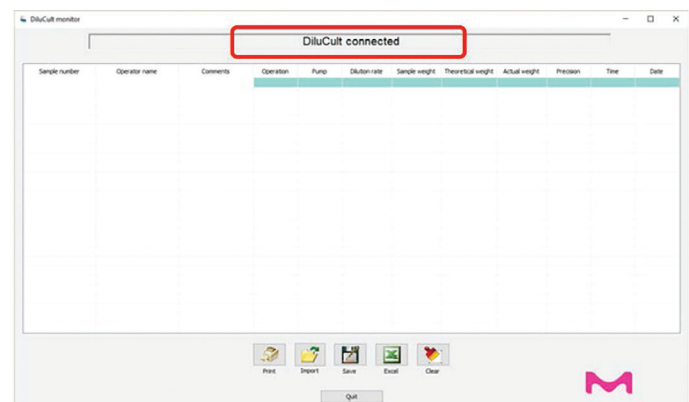 DiluCult monitor
DiluCult connected
Sample number Operator name Comments Operation Pump Dilution rate Sample weight Theoretical weight Actual weight Precision Time Date
Print Import Save Excel Clear
Quit